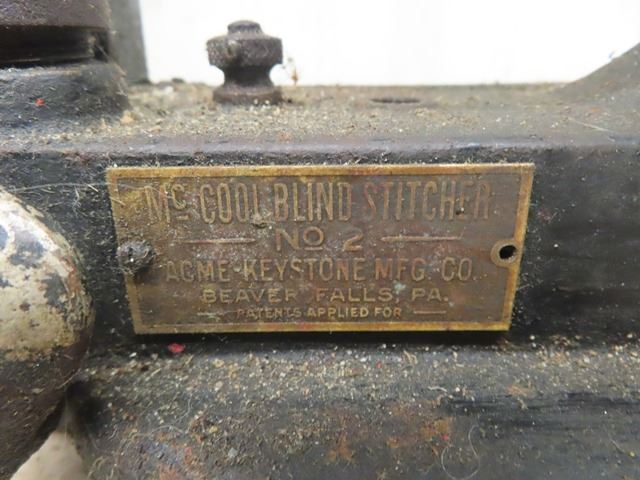 Mc COOL BLIND STITCHER
NO 2
ACME-KEYSTONE MFG. CO.
BEAVER FALLS, PA.
PATENTS APPLIED FOR